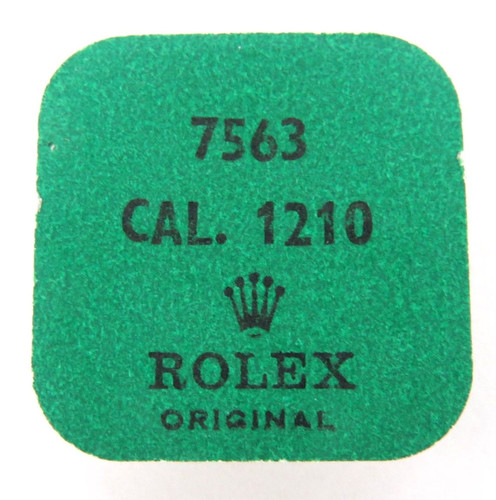 7563
CAL. 1210
ROLEX
ORIGINAL